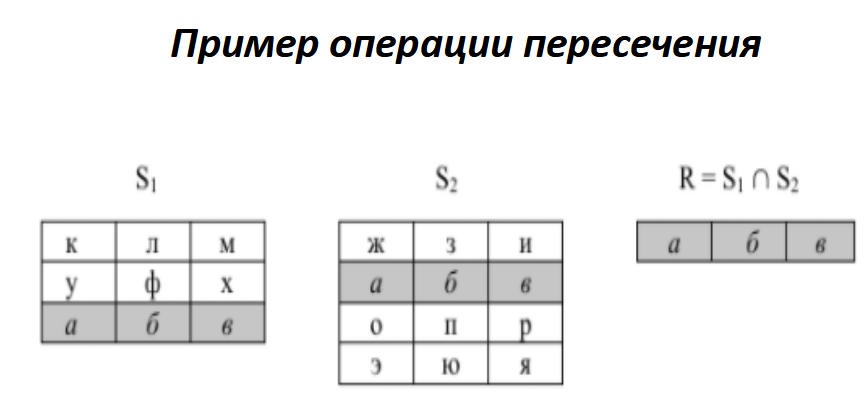 Пример операции пересечения
S₁
к л м
у ф х
а б в
S₂
ж з и
а б в
о п р
э ю я
R = S₁ ∩ S₂
а б в